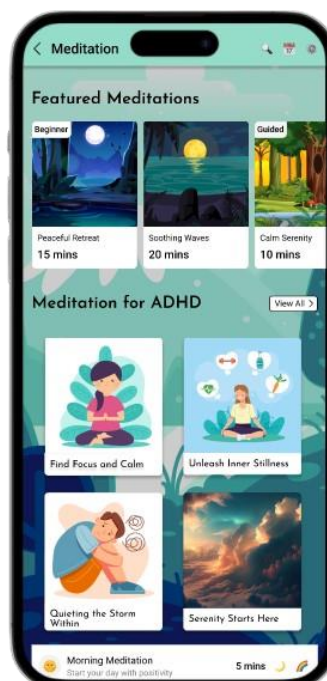 Meditation
Featured Meditations
Beginner
Guided
Peaceful Retreat
Soothing Waves
Calm Serenity
15 mins
20 mins
10 mins
Meditation for ADHD
View All >
Find Focus and Calm
Unleash Inner Stillness
Quieting the Storm
Within
Serenity Starts Here
Morning Meditation
Start your day with positivity
5 mins